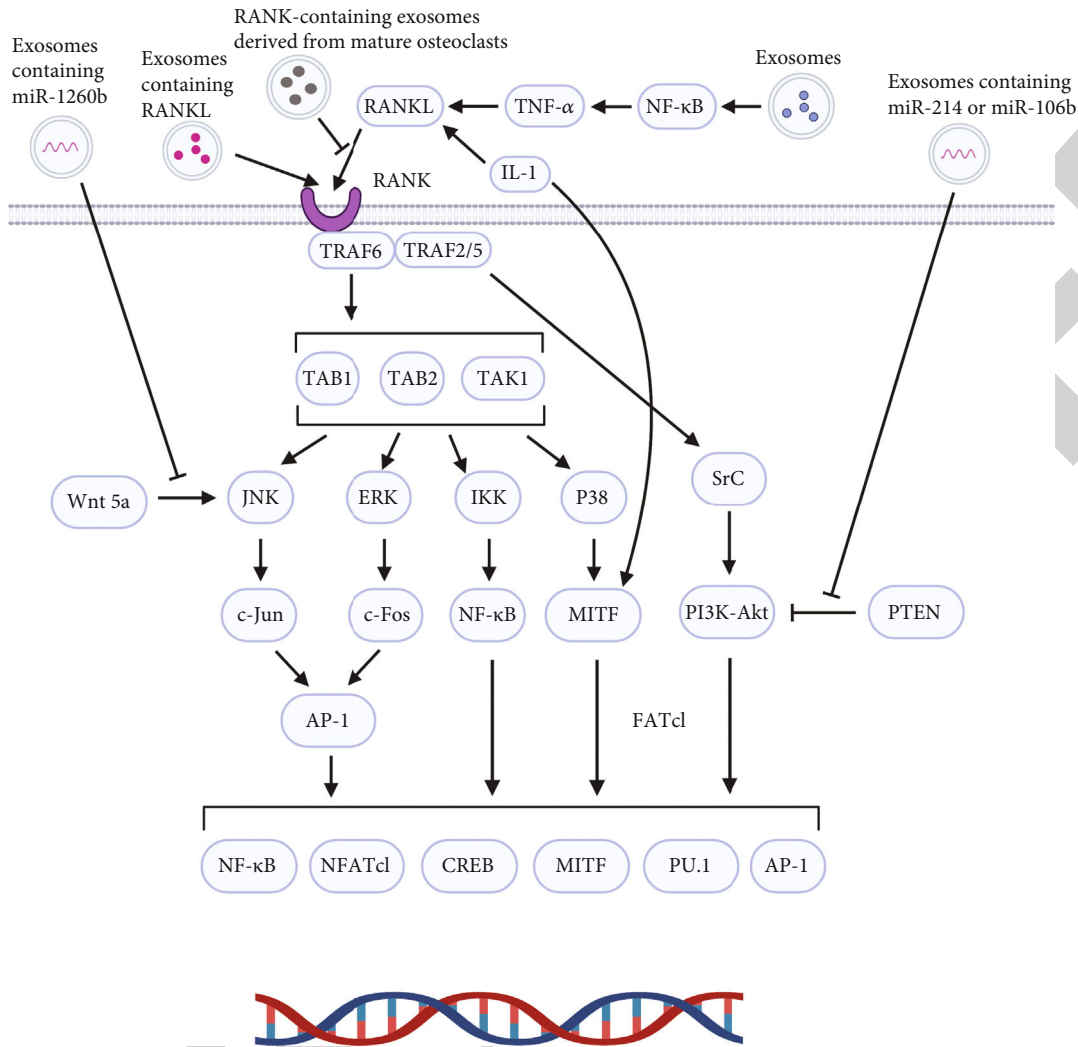 RANK-containing exosomes
derived from mature osteoclasts
Exosomes
containing
miR-1260b
Exosomes
containing
RANKL
Exosomes
Exosomes containing
miR-214 or miR-106b
RANKL
TNF-α
NF-κB
IL-1
RANK
TRAF6
TRAF2/5
TAB1
TAB2
TAK1
Wnt 5a
JNK
ERK
IKK
P38
SrC
c-Jun
c-Fos
NF-κB
MITF
PI3K-Akt
PTEN
AP-1
FATcl
NF-κB
NFATcl
CREB
MITF
PU.1
AP-1